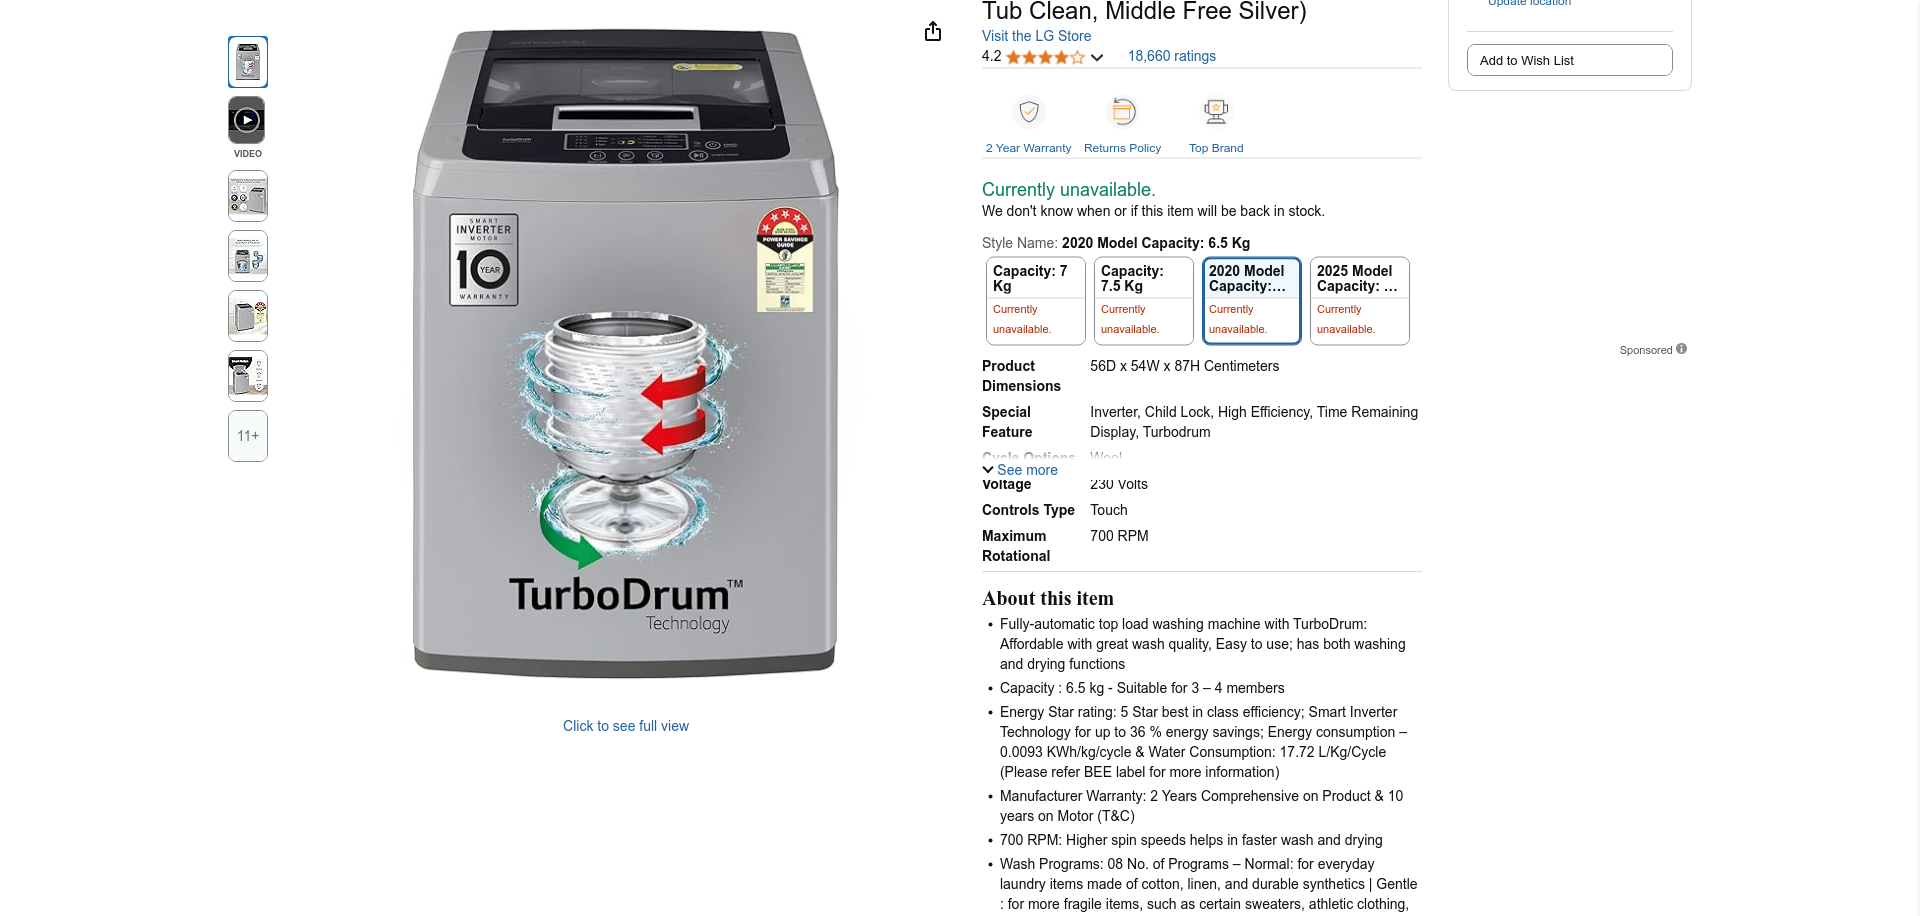 Tub Clean, Middle Free Silver)
Update location
Visit the LG Store
4.2
18,660 ratings
Add to Wish List
2 Year Warranty
Returns Policy
Top Brand
VIDEO
11+
TurboDrum
SMART
INVERTER
MOTOR
10
YEAR
WARRANTY
POWER SAVINGS
GUIDE
TurboDrum™
Technology
Click to see full view
Currently unavailable.
We don't know when or if this item will be back in stock.
Style Name: 2020 Model Capacity: 6.5 Kg
Capacity: 7
Kg
Currently
unavailable.
Capacity:
7.5 Kg
Currently
unavailable.
2020 Model
Capacity:…
Currently
unavailable.
2025 Model
Capacity: …
Currently
unavailable.
Sponsored
Product
Dimensions
56D x 54W x 87H Centimeters
Special
Feature
Inverter, Child Lock, High Efficiency, Time Remaining
Display, Turbodrum
Cycle Options
Wool
See more
Voltage
230 Volts
Controls Type
Touch
Maximum
Rotational
700 RPM
About this item
• Fully-automatic top load washing machine with TurboDrum:
Affordable with great wash quality, Easy to use; has both washing
and drying functions
• Capacity : 6.5 kg - Suitable for 3 – 4 members
• Energy Star rating: 5 Star best in class efficiency; Smart Inverter
Technology for up to 36 % energy savings; Energy consumption –
0.0093 KWh/kg/cycle & Water Consumption: 17.72 L/Kg/Cycle
(Please refer BEE label for more information)
• Manufacturer Warranty: 2 Years Comprehensive on Product & 10
years on Motor (T&C)
• 700 RPM: Higher spin speeds helps in faster wash and drying
• Wash Programs: 08 No. of Programs – Normal: for everyday
laundry items made of cotton, linen, and durable synthetics | Gentle
: for more fragile items, such as certain sweaters, athletic clothing,